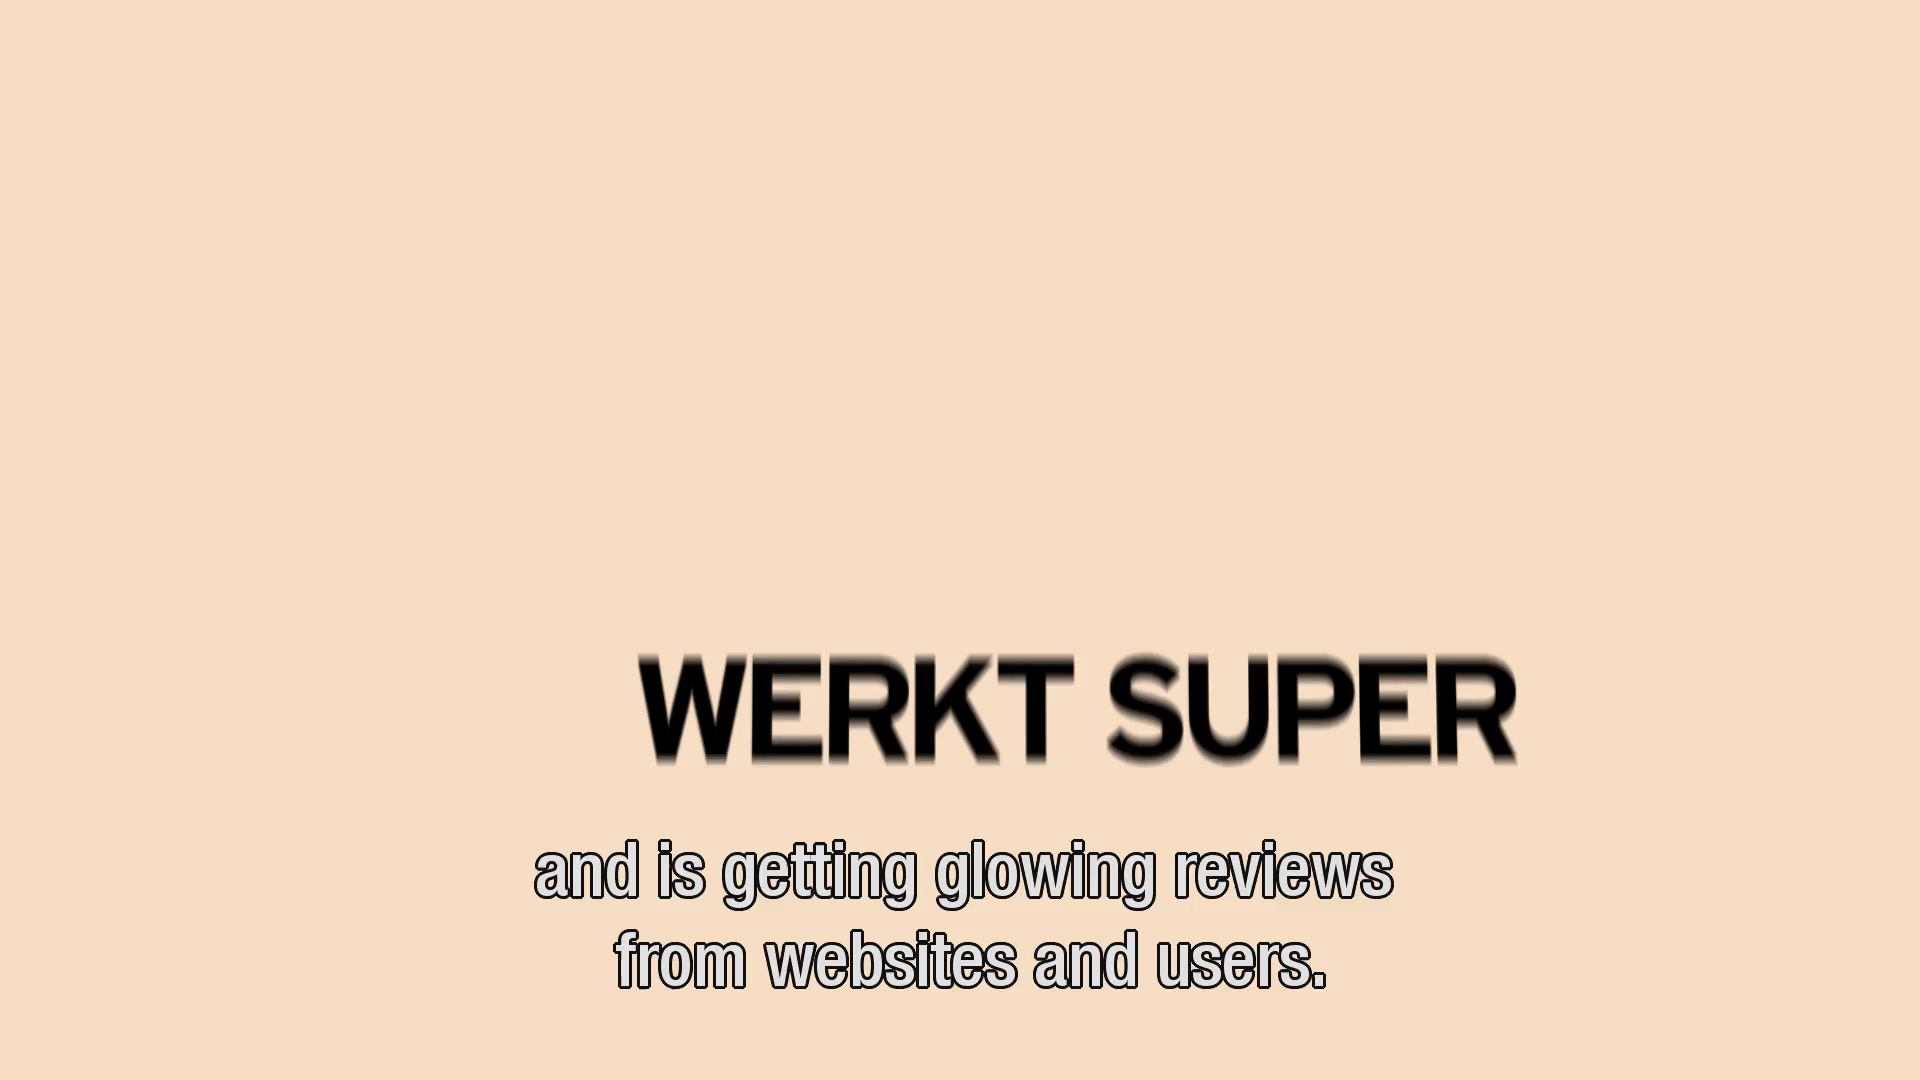 WERKT SUPER
and is getting glowing reviews
from websites and users.